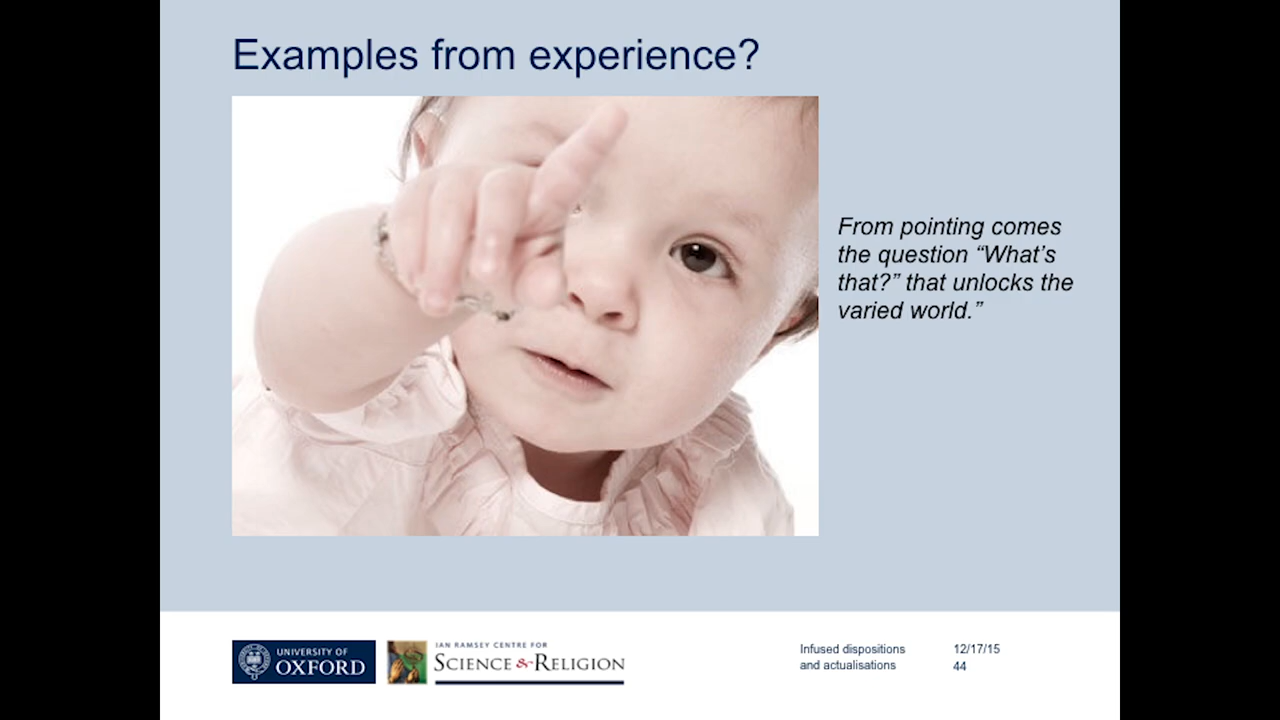 Examples from experience?
From pointing comes
the question “What’s
that?” that unlocks the
varied world.”
UNIVERSITY OF
OXFORD
IAN RAMSEY CENTRE FOR
SCIENCE & RELIGION
Infused dispositions
and actualisations
12/17/15
44